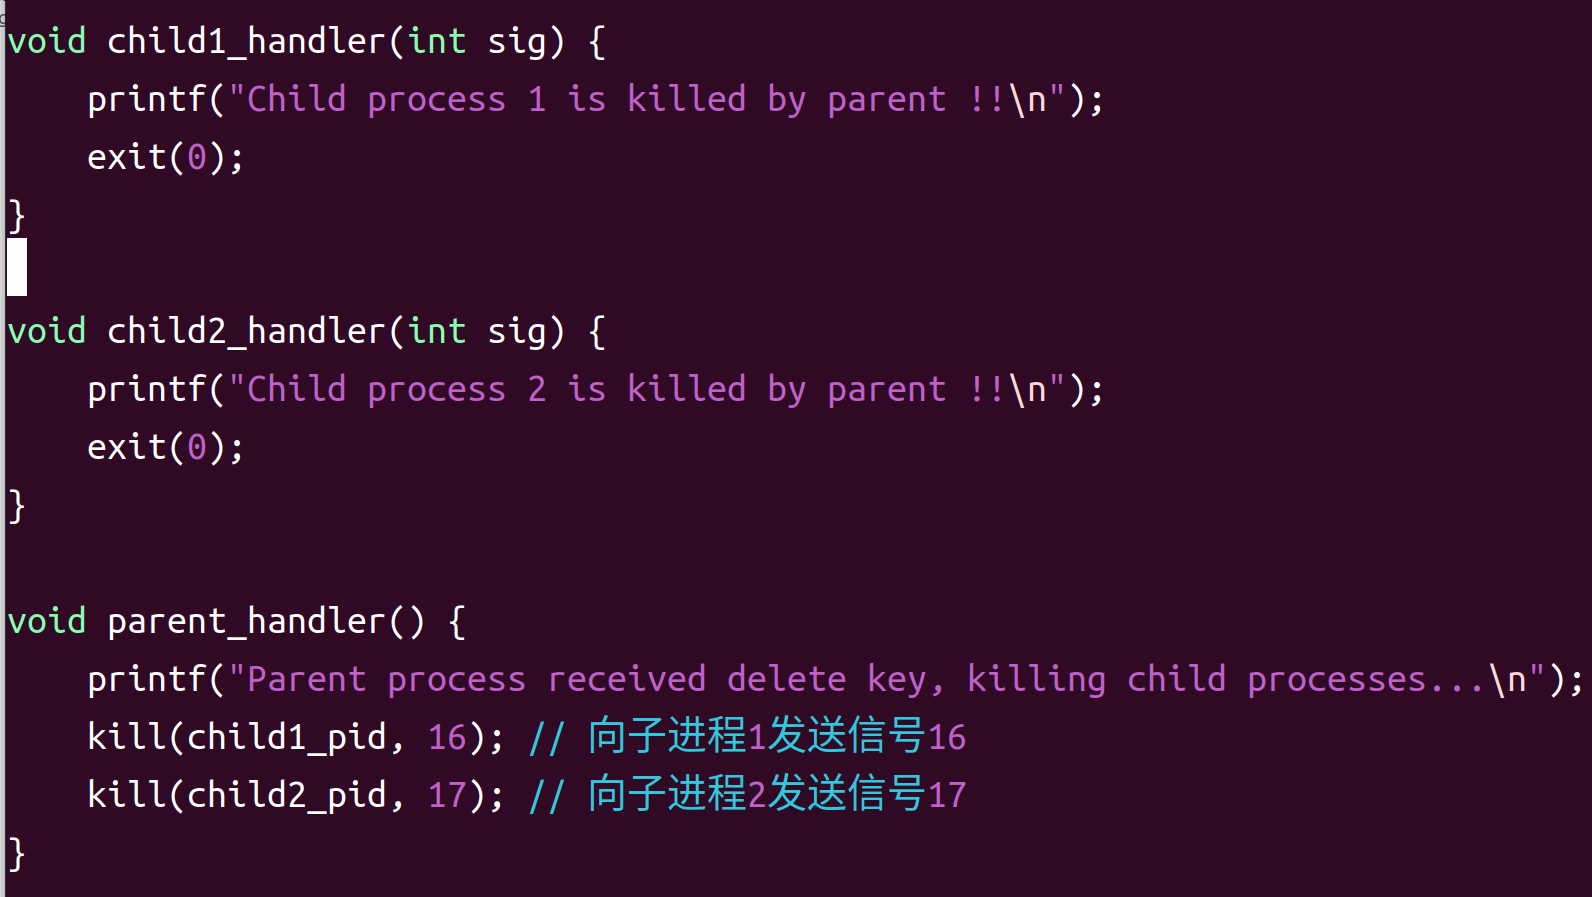 void child1_handler(int sig) {
    printf("Child process 1 is killed by parent !!\n");
    exit(0);
}
void child2_handler(int sig) {
    printf("Child process 2 is killed by parent !!\n");
    exit(0);
}
void parent_handler() {
    printf("Parent process received delete key, killing child processes...\n");
    kill(child1_pid, 16); // 向子进程1发送信号16
    kill(child2_pid, 17); // 向子进程2发送信号17
}